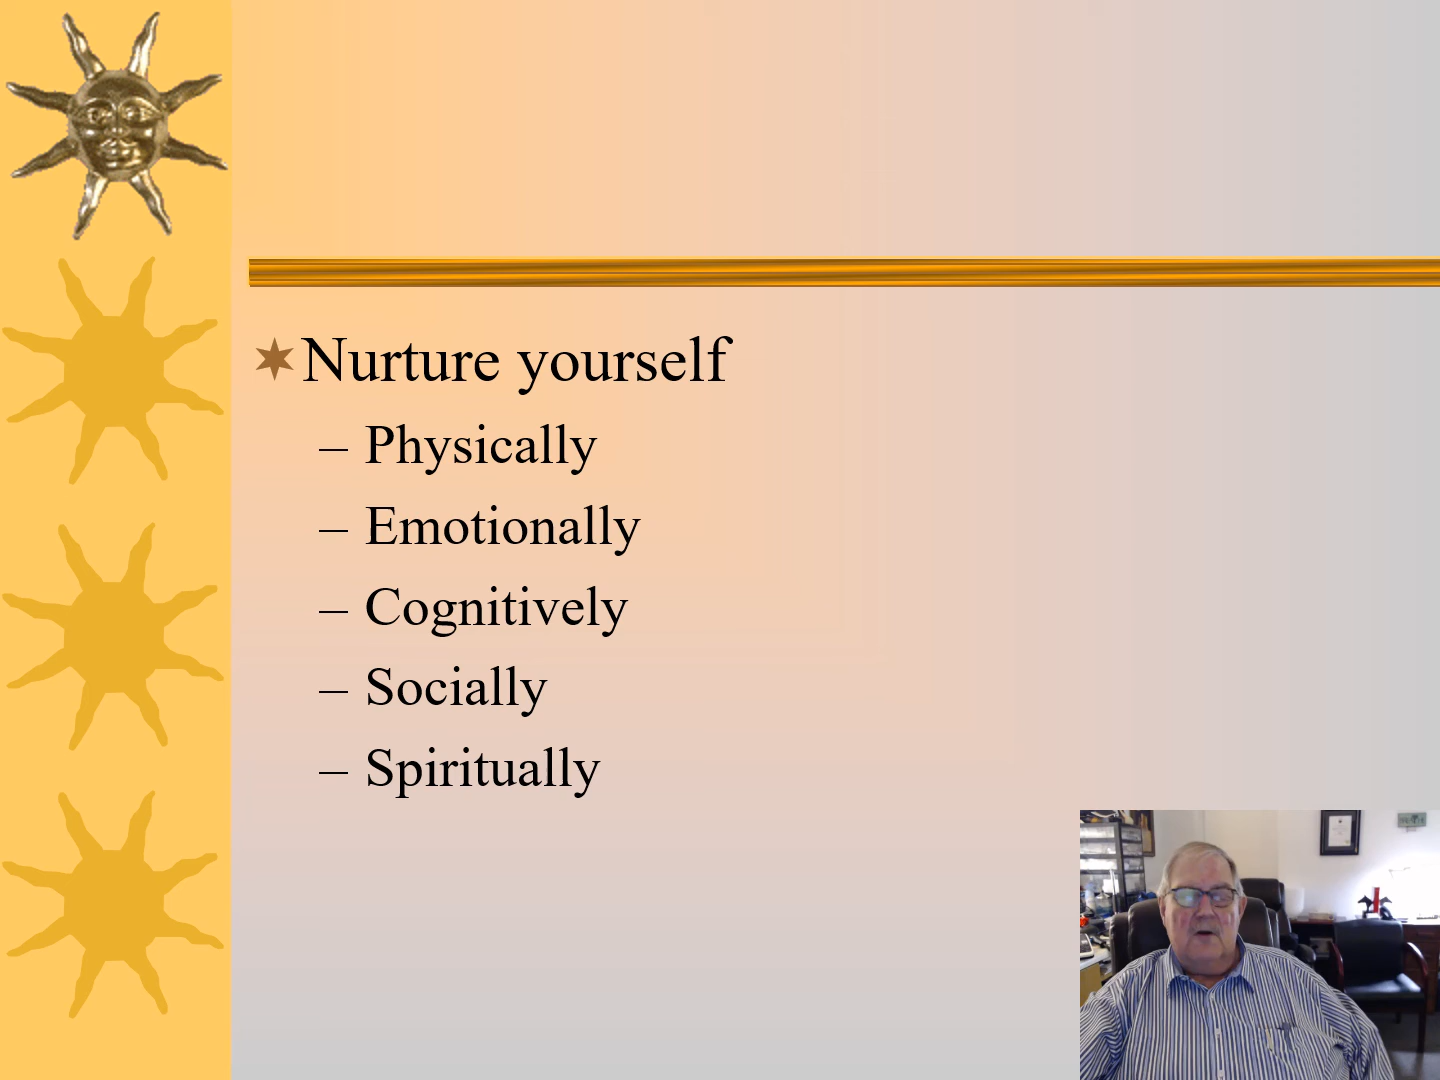 Nurture yourself
– Physically
– Emotionally
– Cognitively
– Socially
– Spiritually